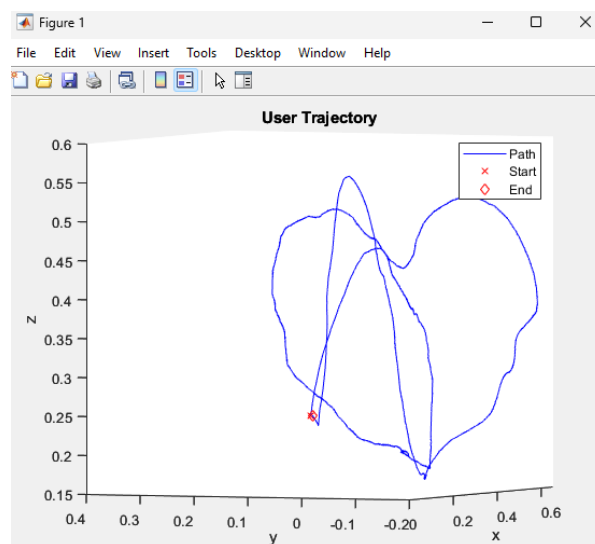 Figure 1
File Edit View Insert Tools Desktop Window Help
User Trajectory
Path
Start
End
0.6
0.55
0.5
0.45
0.4
0.35
0.3
0.25
0.2
0.15
z
0.4 0.3 0.2 0.1 0 -0.1 -0.20 0.2 0.4 0.6
y x